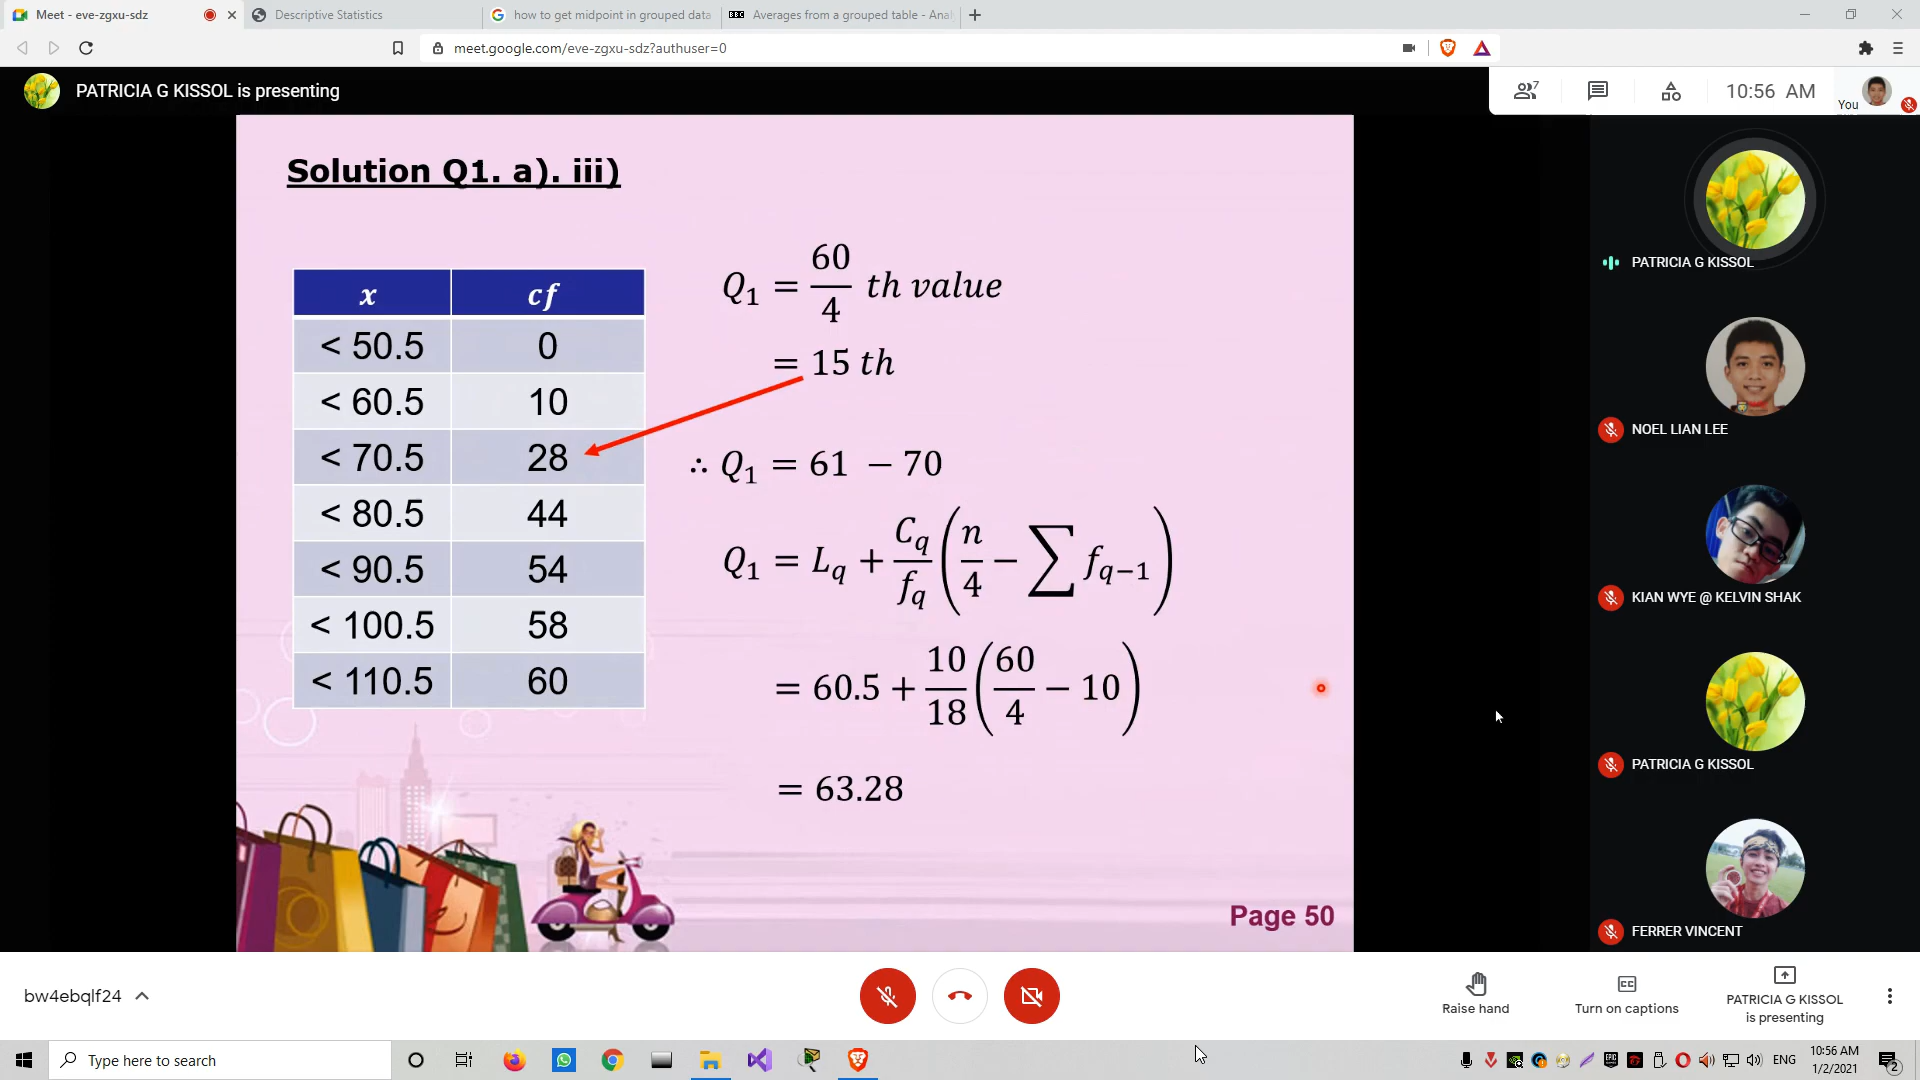 Meet - eve-zgxu-sdz
Descriptive Statistics
how to get midpoint in grouped data
BBC
Averages from a grouped table - Anal
meet.google.com/eve-zgxu-sdz?authuser=0
PATRICIA G KISSOL is presenting
7
10:56 AM
You
Solution Q1. a). iii)
x cf
< 50.5 0
< 60.5 10
< 70.5 28
< 80.5 44
< 90.5 54
< 100.5 58
< 110.5 60
Q₁ = 60/4 th value
= 15 th
∴ Q₁ = 61 − 70
Q₁ = L_q + C_q/f_q (n/4 − ∑ f_{q−1})
= 60.5 + 10/18 (60/4 − 10)
= 63.28
Page 50
PATRICIA G KISSOL
NOEL LIAN LEE
KIAN WYE @ KELVIN SHAK
PATRICIA G KISSOL
FERRER VINCENT
bw4ebqlf24
Raise hand
Turn on captions
PATRICIA G KISSOL
is presenting
Type here to search
ENG
10:56 AM
1/2/2021
2